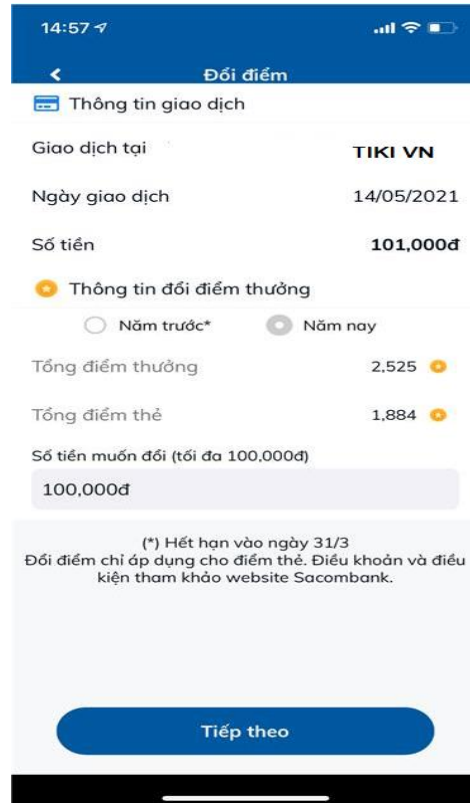 14:57
Đổi điểm
Thông tin giao dịch
Giao dịch tại TIKI VN
Ngày giao dịch 14/05/2021
Số tiền 101,000đ
Thông tin đổi điểm thưởng
Năm trước* Năm nay
Tổng điểm thưởng 2,525
Tổng điểm thẻ 1,884
Số tiền muốn đổi (tối đa 100,000đ)
100,000đ
(*) Hết hạn vào ngày 31/3
Đổi điểm chỉ áp dụng cho điểm thẻ. Điều khoản và điều
kiện tham khảo website Sacombank.
Tiếp theo